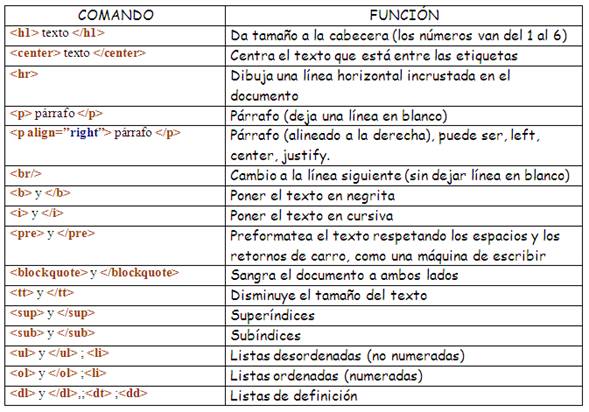 COMANDO FUNCIÓN
<h1> texto </h1> Da tamaño a la cabecera (los números van del 1 al 6)
<center> texto </center> Centra el texto que está entre las etiquetas
<hr> Dibuja una línea horizontal incrustada en el
documento
<p> párrafo </p> Párrafo (deja una línea en blanco)
<p align="right"> párrafo </p> Párrafo (alineado a la derecha), puede ser, left,
center, justify.
<br/> Cambio a la línea siguiente (sin dejar línea en blanco)
<b> y </b> Poner el texto en negrita
<i> y </i> Poner el texto en cursiva
<pre> y </pre> Preformatea el texto respetando los espacios y los
retornos de carro, como una máquina de escribir
<blockquote> y </blockquote> Sangra el documento a ambos lados
<tt> y </tt> Disminuye el tamaño del texto
<sup> y </sup> Superíndices
<sub> y </sub> Subíndices
<ul> y </ul> ; <li> Listas desordenadas (no numeradas)
<ol> y </ol> ;<li> Listas ordenadas (numeradas)
<dl> y </dl>,;<dt> ;<dd> Listas de definición